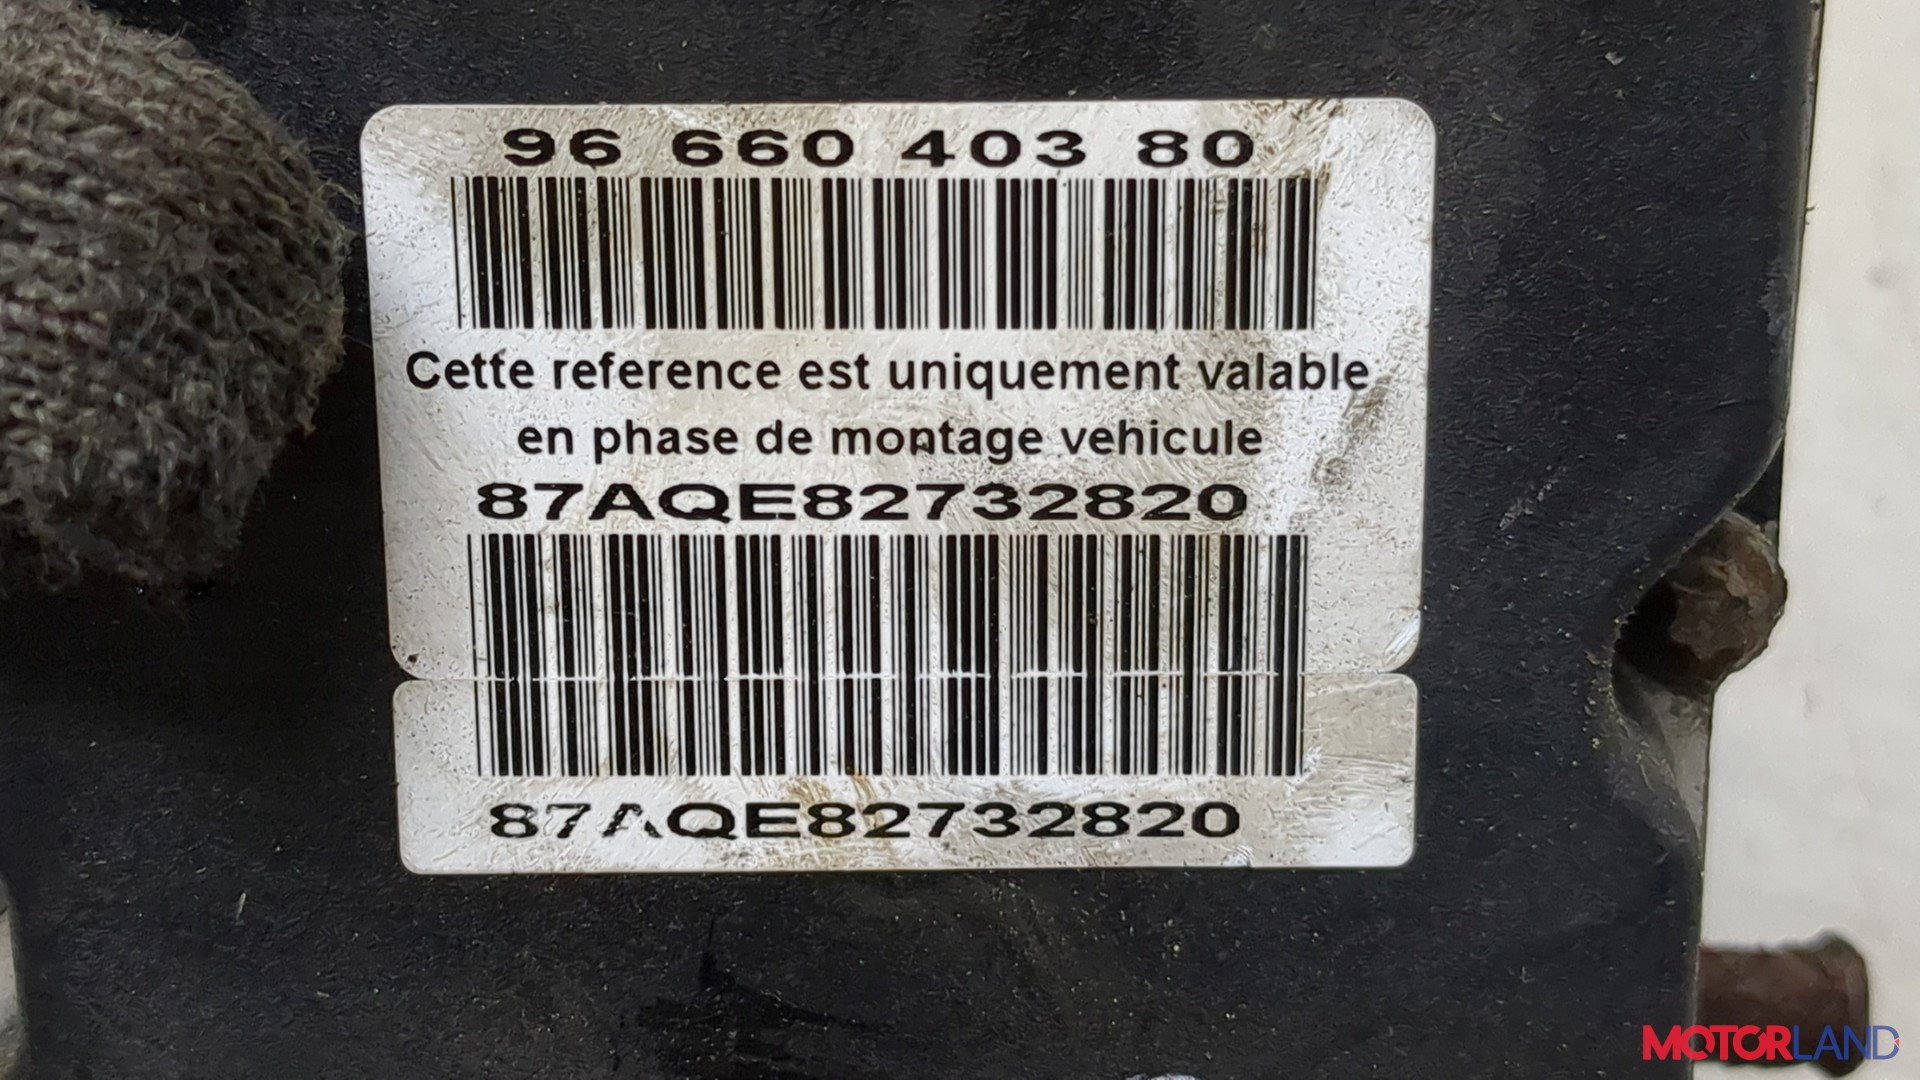 96 660 403 80
Cette reference est uniquement valable
en phase de montage vehicule
87AQE82732820
87AQE82732820
MOTORLAND